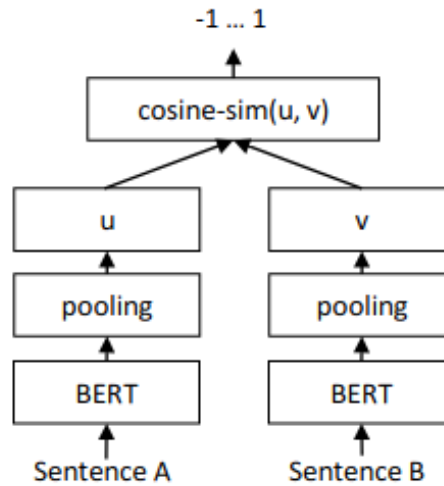 -1 ... 1
cosine-sim(u, v)
u v
pooling pooling
BERT BERT
Sentence A Sentence B